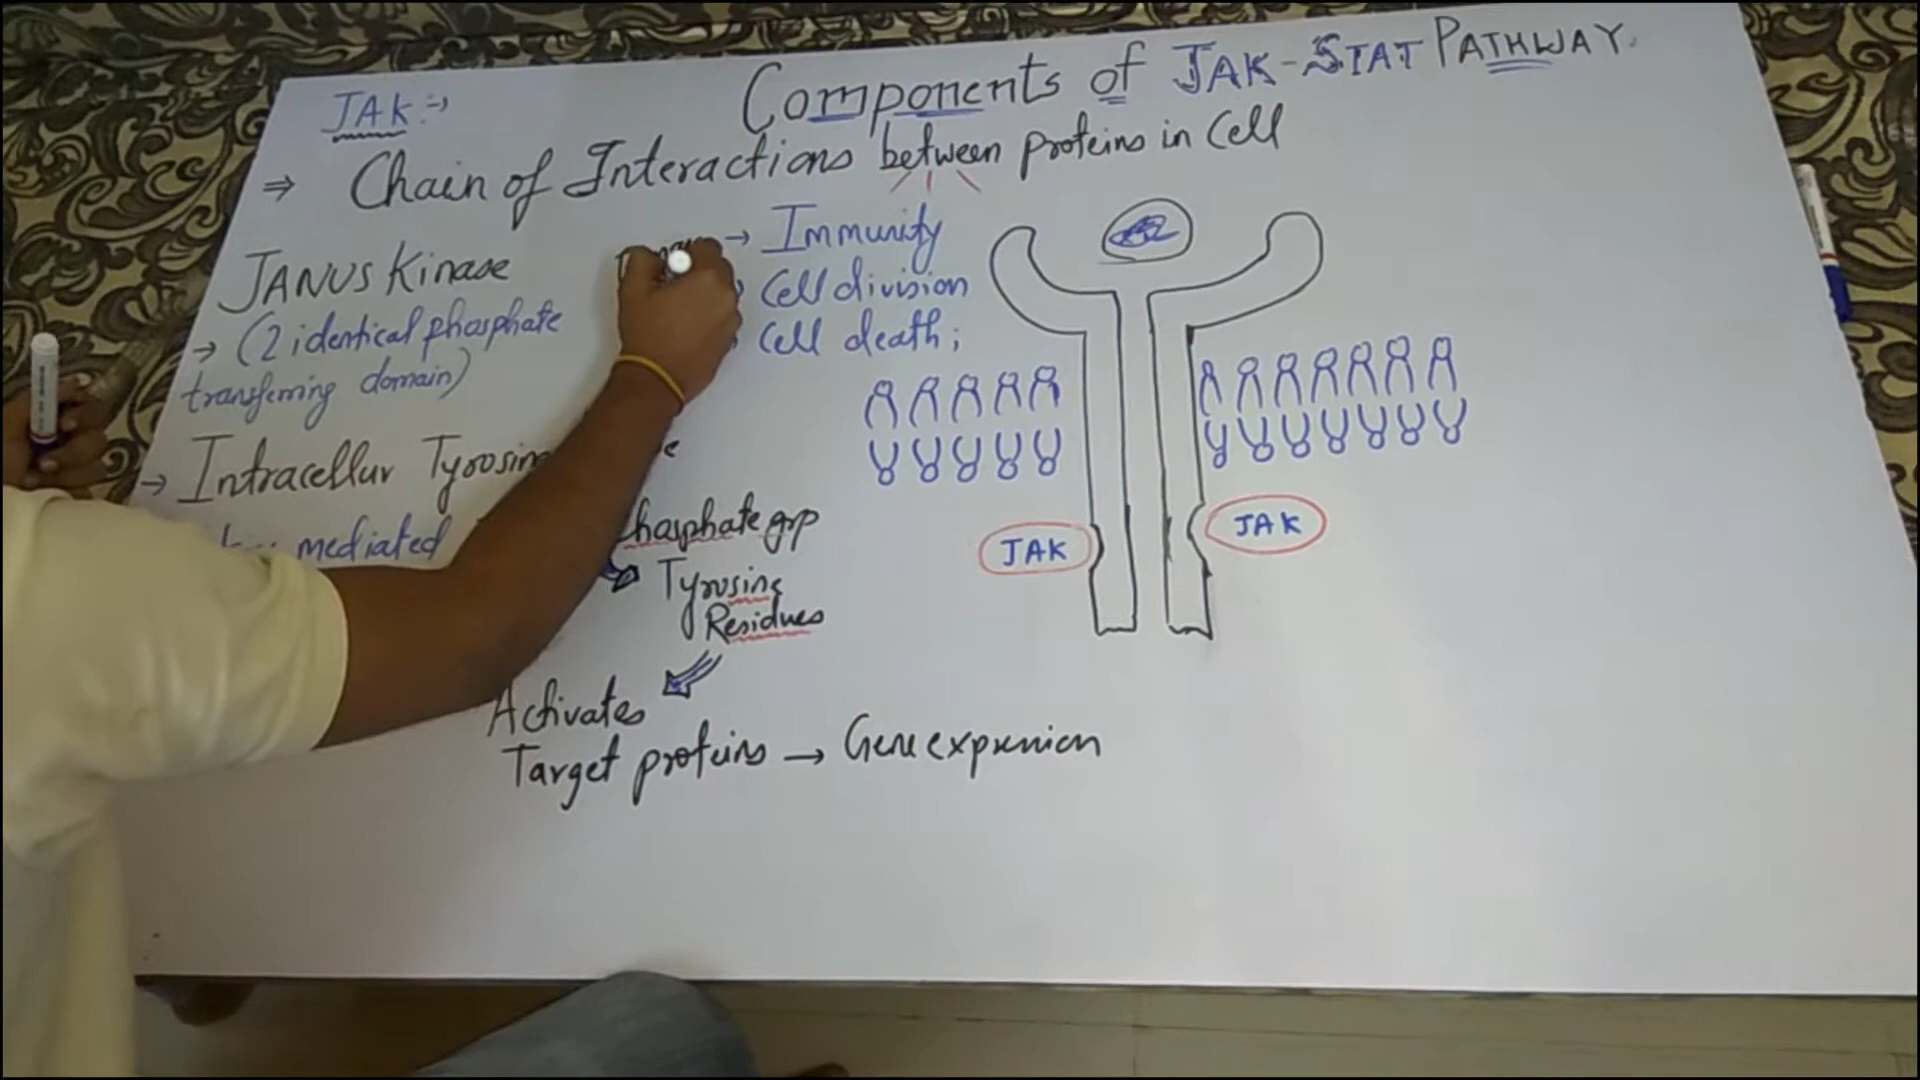 JAK :→
Components of JAK-STAT PATHWAY.
⇒ Chain of Interactions between proteins in Cell
JANUS Kinase
→ (2 identical phosphate
transferring domain)
→ Immunity
Cell division
Cell death;
→ Intracellur Tyrosin
mediated
phosphate grp
Tyrosine
Residues
Activates
Target proteins → Gene expression
JAK
JAK